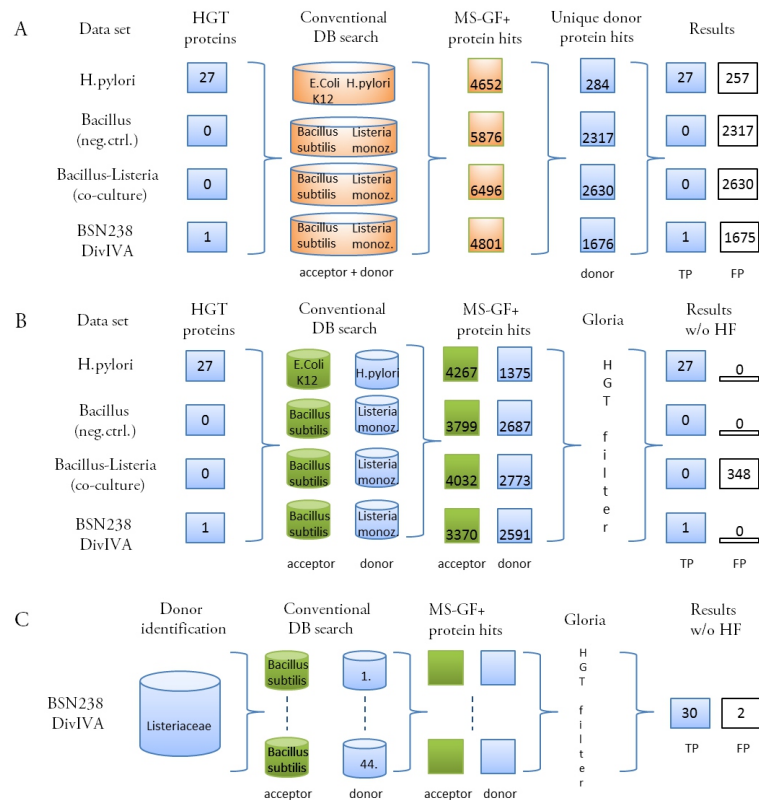 A
Data set
HGT
proteins
Conventional
DB search
MS-GF+
protein hits
Unique donor
protein hits
Results
H.pylori
27
E.Coli H.pylori
K12
4652
284
27
257
Bacillus
(neg.ctrl.)
0
Bacillus Listeria
subtilis monoz.
5876
2317
0
2317
Bacillus-Listeria
(co-culture)
0
Bacillus Listeria
subtilis monoz.
6496
2630
0
2630
BSN238
DivIVA
1
Bacillus Listeria
subtilis monoz.
4801
1676
1
1675
acceptor + donor
donor
TP
FP
B
Data set
HGT
proteins
Conventional
DB search
MS-GF+
protein hits
Gloria
Results
w/o HF
H.pylori
27
E.Coli
K12
H.pylori
4267
1375
HGT filter
27
0
Bacillus
(neg.ctrl.)
0
Bacillus
subtilis
Listeria
monoz.
3799
2687
0
0
Bacillus-Listeria
(co-culture)
0
Bacillus
subtilis
Listeria
monoz.
4032
2773
0
348
BSN238
DivIVA
1
Bacillus
subtilis
Listeria
monoz.
3370
2591
1
0
acceptor
donor
acceptor
donor
TP
FP
C
Donor
identification
Conventional
DB search
MS-GF+
protein hits
Gloria
Results
w/o HF
BSN238
DivIVA
Listeriaceae
Bacillus
subtilis
1.
Bacillus
subtilis
44.
HGT filter
30
2
acceptor
donor
acceptor
donor
TP
FP